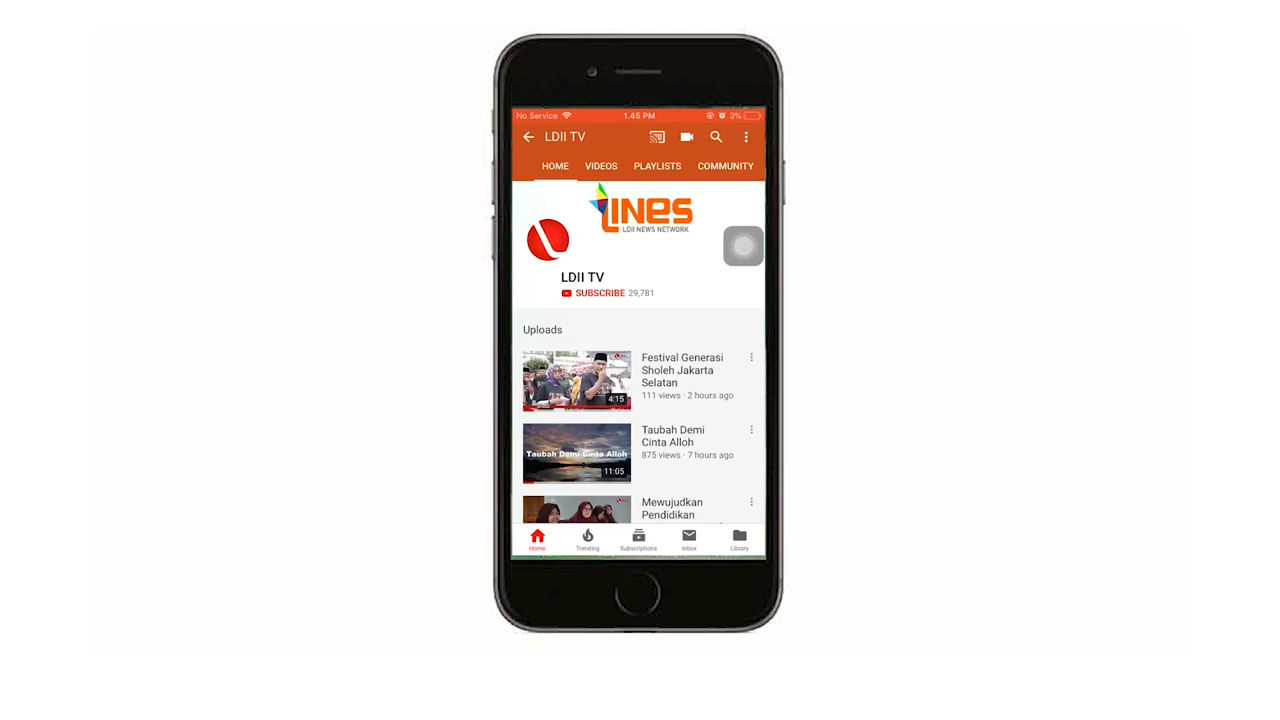 No Service 1.45 PM 3%
LDII TV
HOME VIDEOS PLAYLISTS COMMUNITY
LINES
LDII NEWS NETWORK
LDII TV
SUBSCRIBE 29,781
Uploads
4:15
Festival Generasi
Sholeh Jakarta
Selatan
111 views · 2 hours ago
Taubah Demi Cinta Alloh
11:05
Taubah Demi
Cinta Alloh
875 views · 7 hours ago
Mewujudkan
Pendidikan
Home Trending Subscriptions Inbox Library